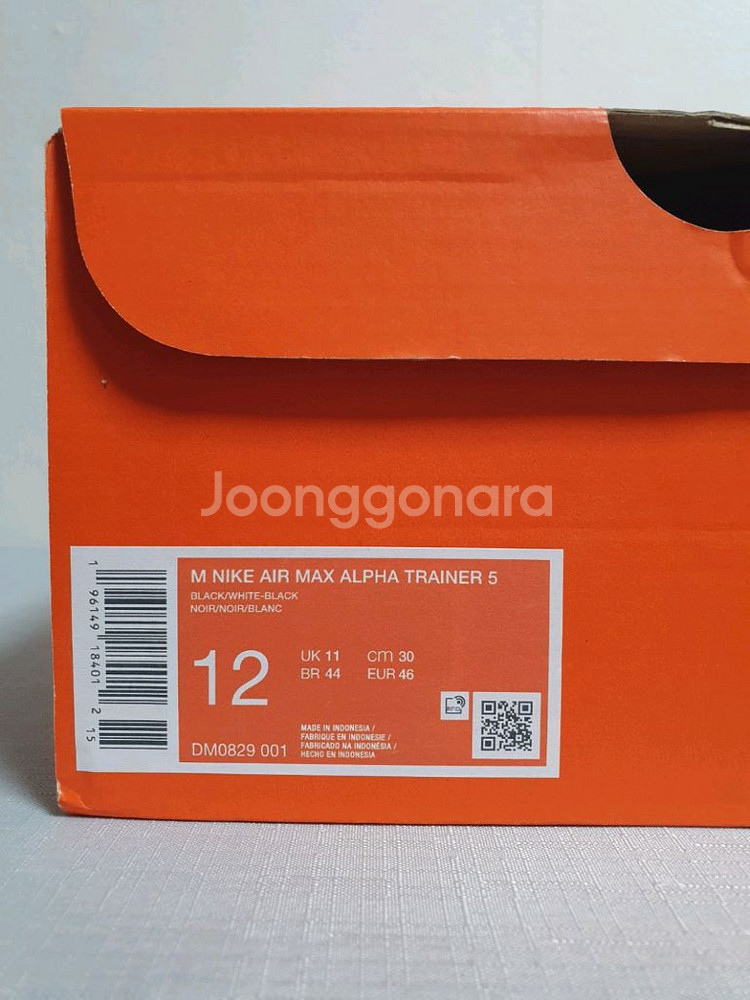 Joonggonara
M NIKE AIR MAX ALPHA TRAINER 5
BLACK/WHITE-BLACK
NOIR/NOIR/BLANC
12
UK 11 cm 30
BR 44 EUR 46
DM0829 001
MADE IN INDONESIA /
FABRIQUE EN INDONESIE /
FABRICADO NA INDONÉSIA /
HECHO EN INDONESIA
1 96149 18401 2 15